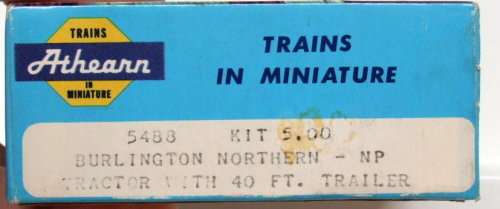 TRAINS
Athearn
IN
MINIATURE
TRAINS
IN MINIATURE
5488 KIT 5.00
BURLINGTON NORTHERN - NP
TRACTOR WITH 40 FT. TRAILER